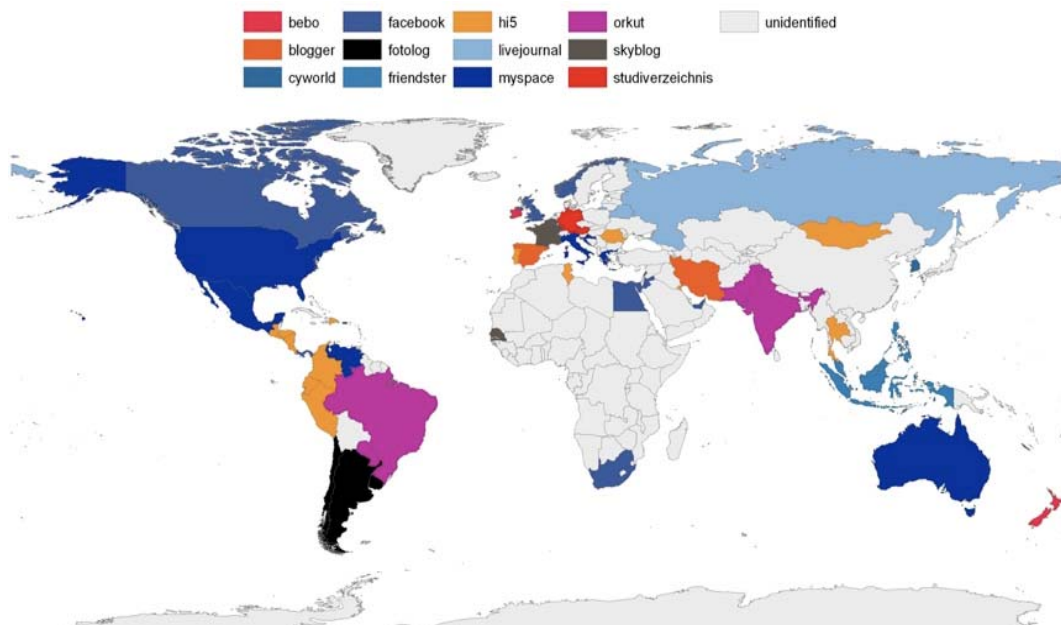 bebo facebook hi5 orkut unidentified
blogger fotolog livejournal skyblog
cyworld friendster myspace studiverzeichnis